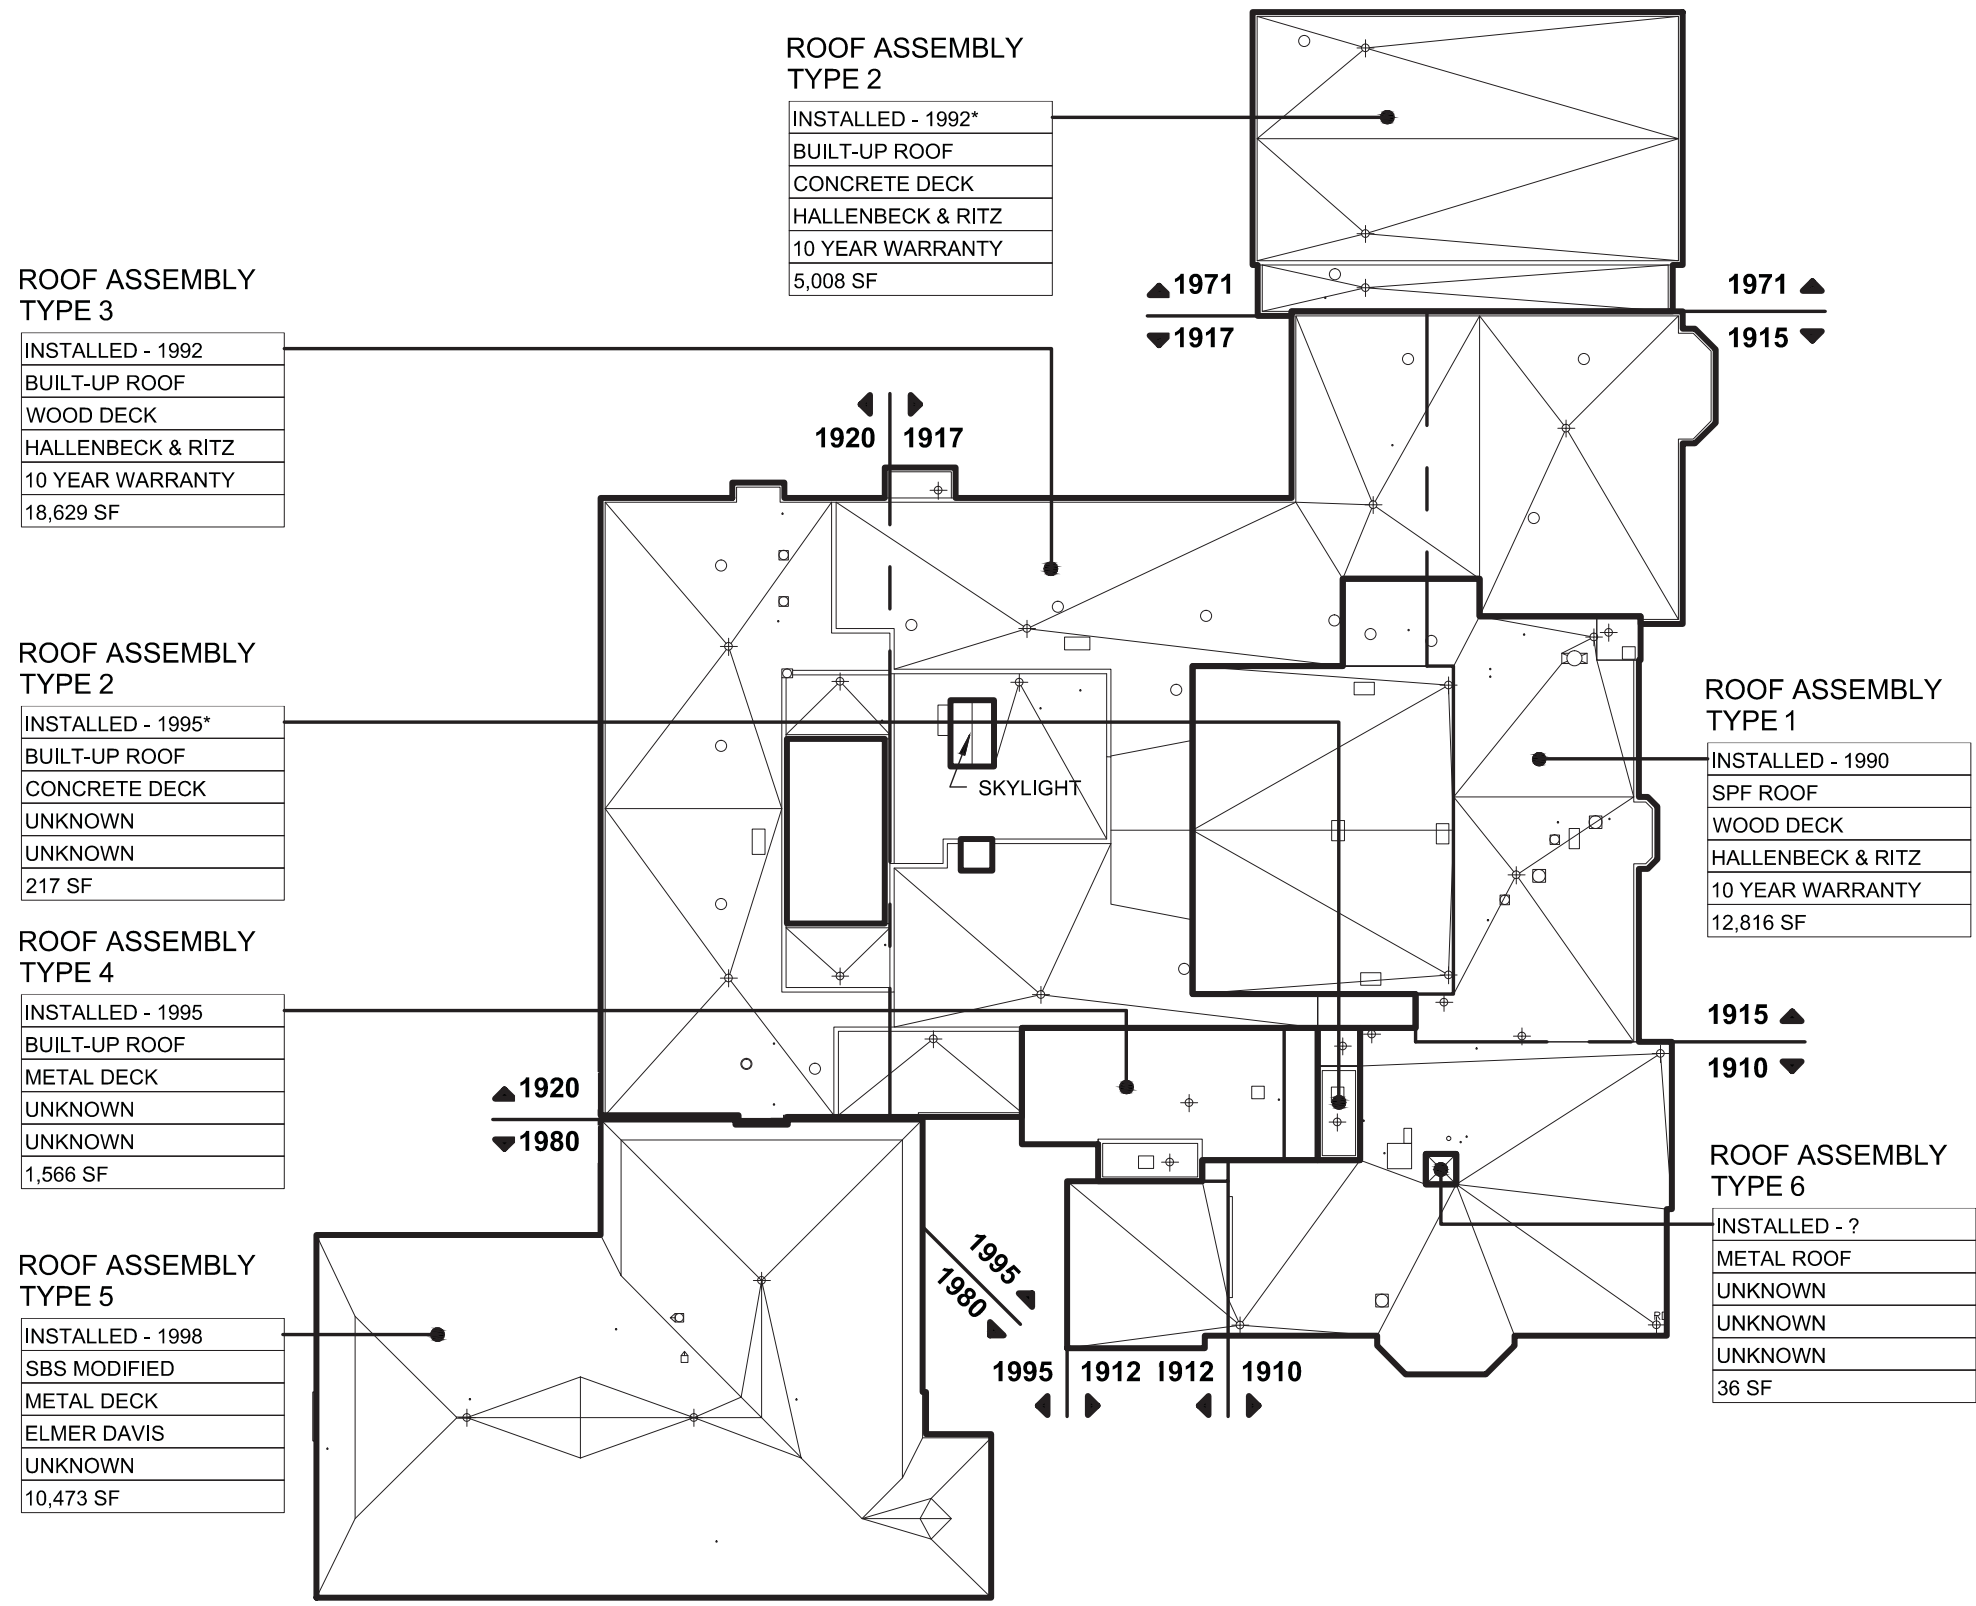 ROOF ASSEMBLY
TYPE 2
INSTALLED - 1992*
BUILT-UP ROOF
CONCRETE DECK
HALLENBECK & RITZ
10 YEAR WARRANTY
5,008 SF
ROOF ASSEMBLY
TYPE 3
INSTALLED - 1992
BUILT-UP ROOF
WOOD DECK
HALLENBECK & RITZ
10 YEAR WARRANTY
18,629 SF
1971
1917
1971
1915
1920
1917
ROOF ASSEMBLY
TYPE 2
INSTALLED - 1995*
BUILT-UP ROOF
CONCRETE DECK
UNKNOWN
UNKNOWN
217 SF
SKYLIGHT
ROOF ASSEMBLY
TYPE 1
INSTALLED - 1990
SPF ROOF
WOOD DECK
HALLENBECK & RITZ
10 YEAR WARRANTY
12,816 SF
ROOF ASSEMBLY
TYPE 4
INSTALLED - 1995
BUILT-UP ROOF
METAL DECK
UNKNOWN
UNKNOWN
1,566 SF
1920
1980
1915
1910
ROOF ASSEMBLY
TYPE 6
INSTALLED - ?
METAL ROOF
UNKNOWN
UNKNOWN
UNKNOWN
36 SF
ROOF ASSEMBLY
TYPE 5
INSTALLED - 1998
SBS MODIFIED
METAL DECK
ELMER DAVIS
UNKNOWN
10,473 SF
1995
1980
1995
1912
1912
1910